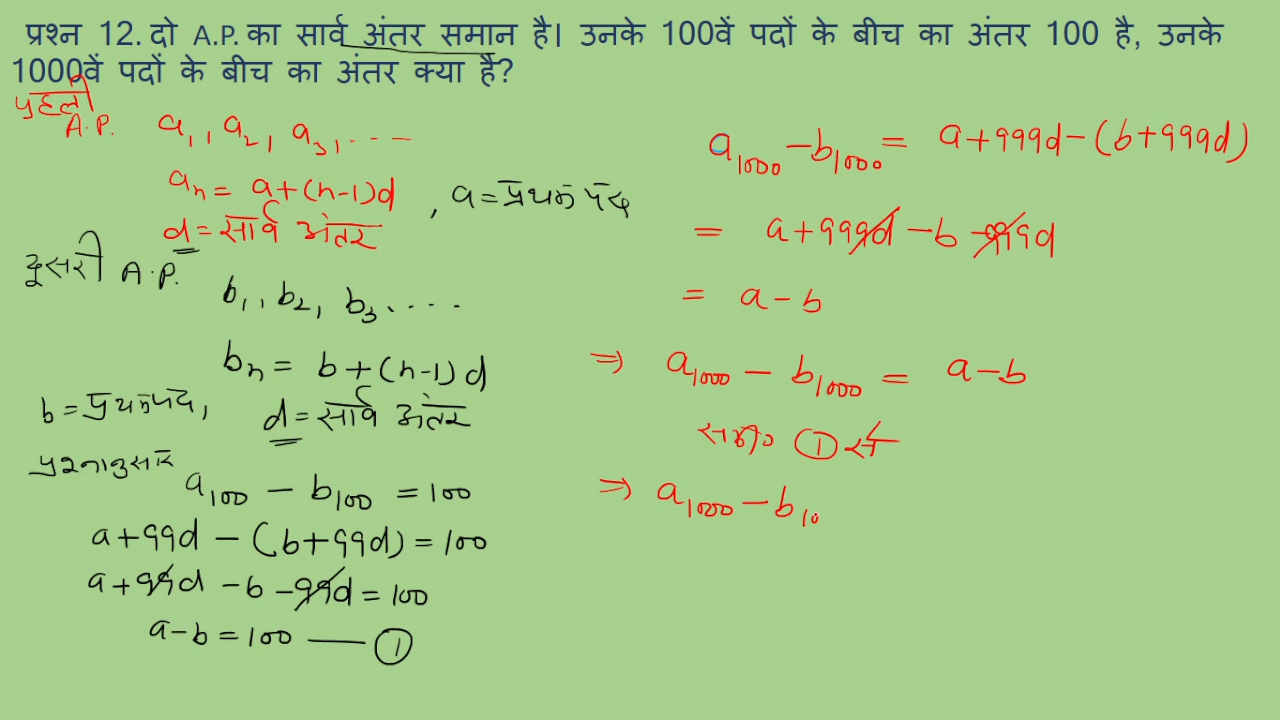 प्रश्न 12. दो A.P. का सार्व अंतर समान है। उनके 100वें पदों के बीच का अंतर 100 है, उनके
1000वें पदों के बीच का अंतर क्या है?
पहली
A.P.
a₁, a₂, a₃, ....
aₙ = a+(n-1)d , a = प्रथम पद
d = सार्व अंतर
दूसरी A.P.
b₁, b₂, b₃, ....
bₙ = b+(n-1)d
b = प्रथम पद, d = सार्व अंतर
प्रश्नानुसार
a₁₀₀ - b₁₀₀ = 100
a+99d - (b+99d) = 100
a+99d - b - 99d = 100
a-b = 100 —— ①
a₁₀₀₀ - b₁₀₀₀ = a+999d - (b+999d)
= a+999d - b - 999d
= a-b
⇒ a₁₀₀₀ - b₁₀₀₀ = a-b
समी० ① से
⇒ a₁₀₀₀ - b₁₀